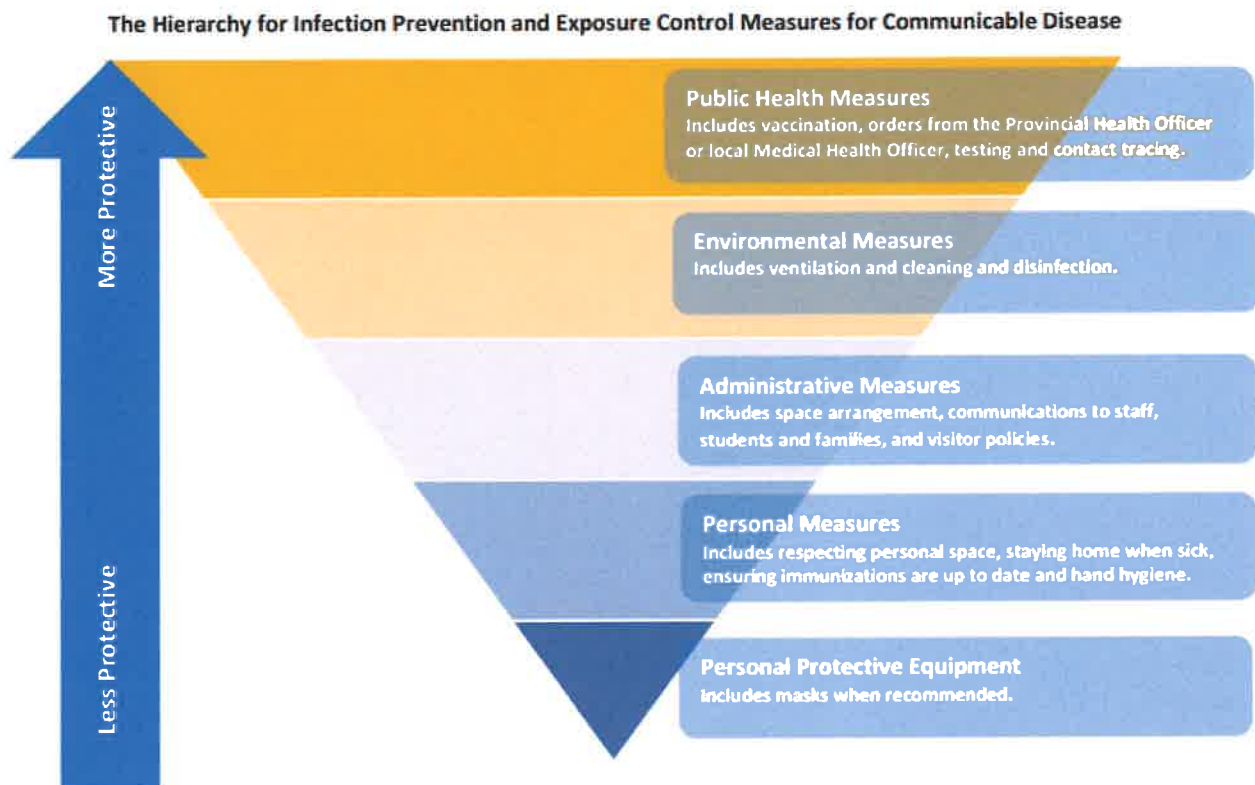 The Hierarchy for Infection Prevention and Exposure Control Measures for Communicable Disease
More Protective
Less Protective
Public Health Measures
Includes vaccination, orders from the Provincial Health Officer
or local Medical Health Officer, testing and contact tracing.
Environmental Measures
Includes ventilation and cleaning and disinfection.
Administrative Measures
Includes space arrangement, communications to staff,
students and families, and visitor policies.
Personal Measures
Includes respecting personal space, staying home when sick,
ensuring immunizations are up to date and hand hygiene.
Personal Protective Equipment
Includes masks when recommended.